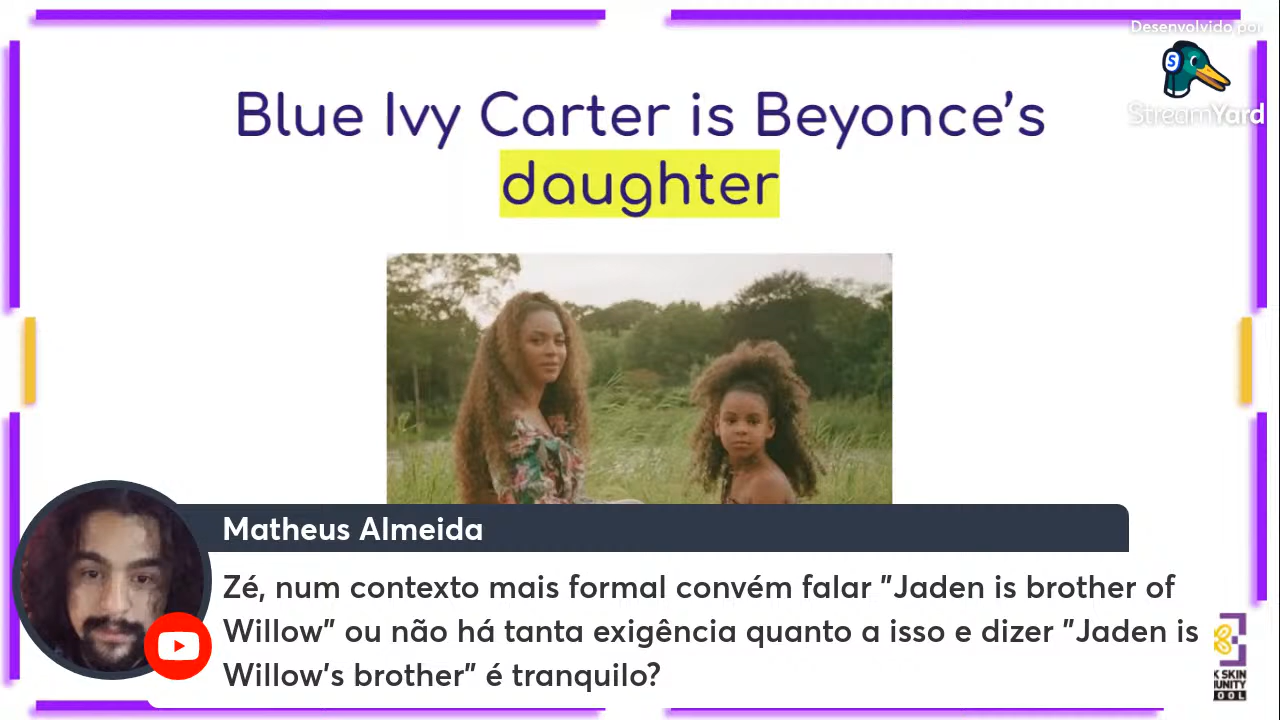 Desenvolvido por
StreamYard
Blue Ivy Carter is Beyonce’s
daughter
Matheus Almeida
Zé, num contexto mais formal convém falar "Jaden is brother of
Willow" ou não há tanta exigência quanto a isso e dizer "Jaden is
Willow's brother" é tranquilo?
K SKIN